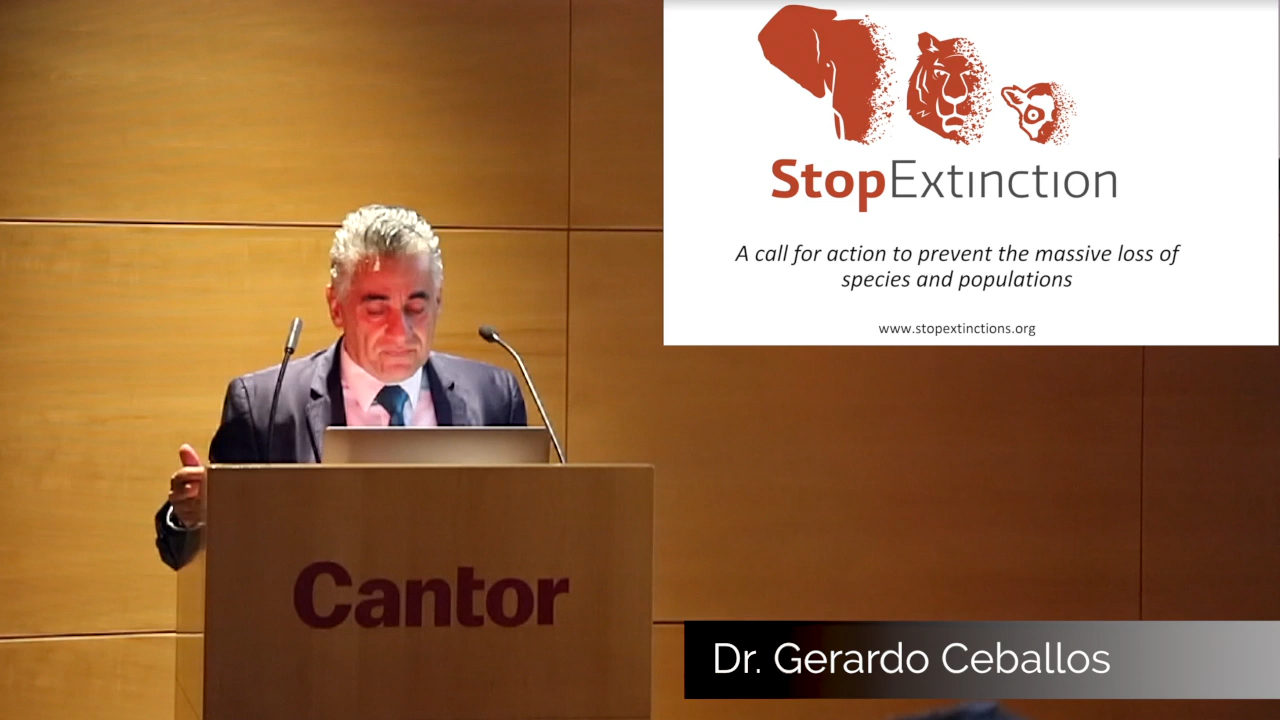 StopExtinction
A call for action to prevent the massive loss of
species and populations
www.stopextinctions.org
Cantor
Dr. Gerardo Ceballos